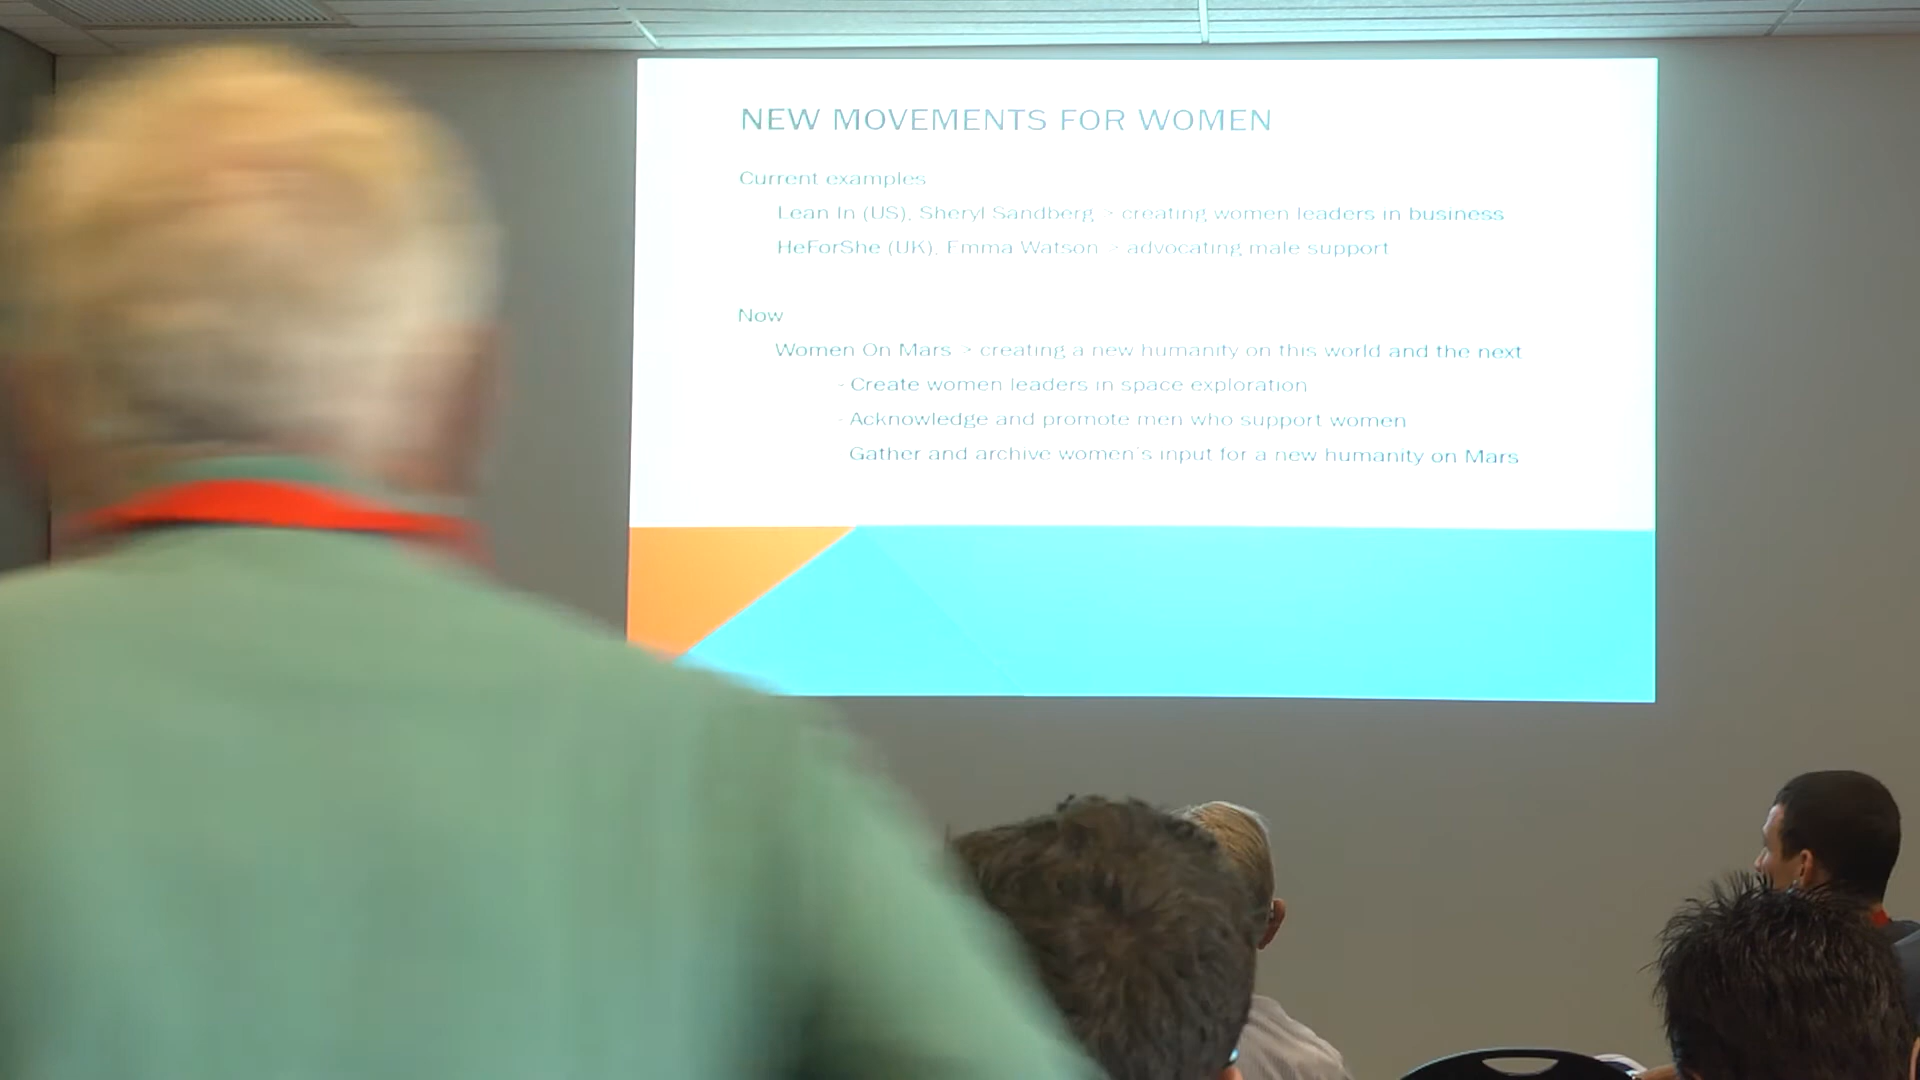 NEW MOVEMENTS FOR WOMEN
Current examples
Lean In (US), Sheryl Sandberg > creating women leaders in business
HeForShe (UK), Emma Watson > advocating male support
Now
Women On Mars > creating a new humanity on this world and the next
- Create women leaders in space exploration
- Acknowledge and promote men who support women
Gather and archive women's input for a new humanity on Mars